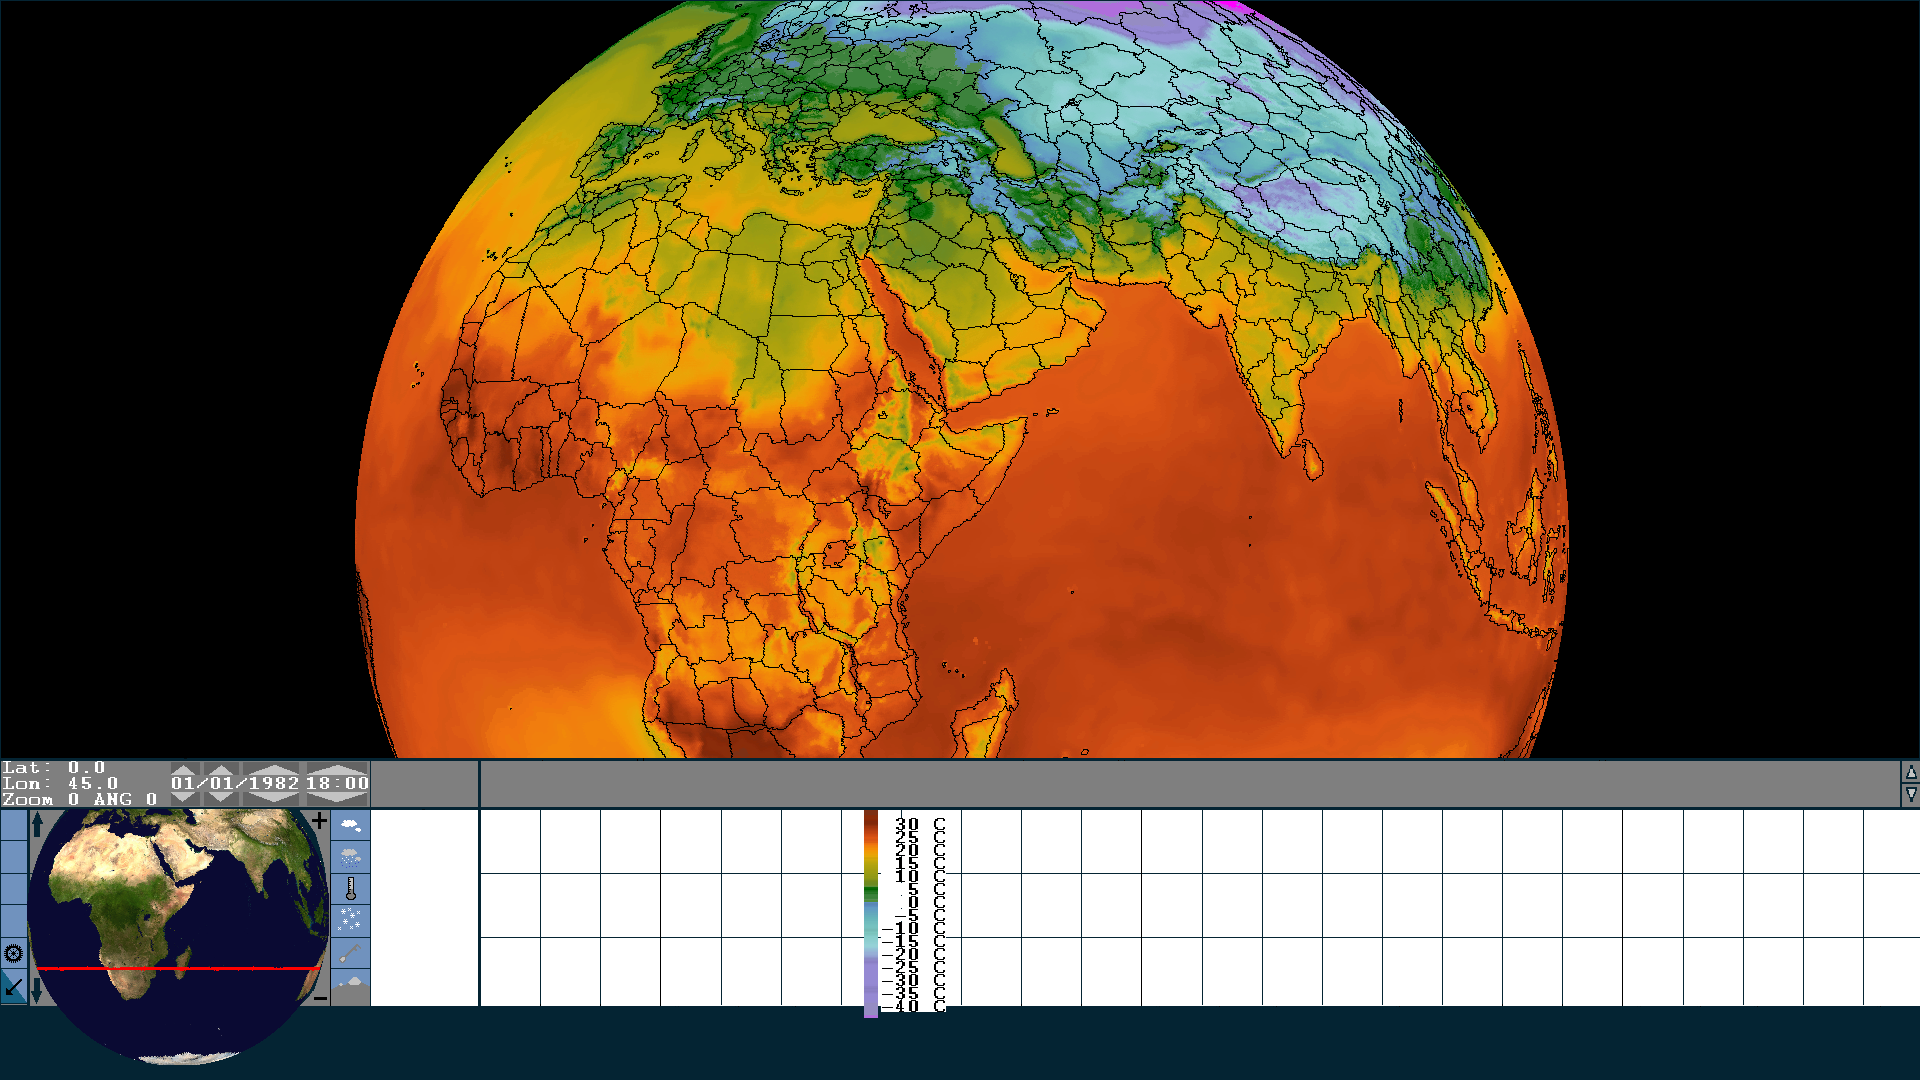 Lat: 0.0
Lon: 45.0
Zoom 0 ANG 0
01/01/1982 18:00
+
−
30 C
25 C
20 C
15 C
10 C
5 C
0 C
-5 C
-10 C
-15 C
-20 C
-25 C
-30 C
-35 C
-40 C